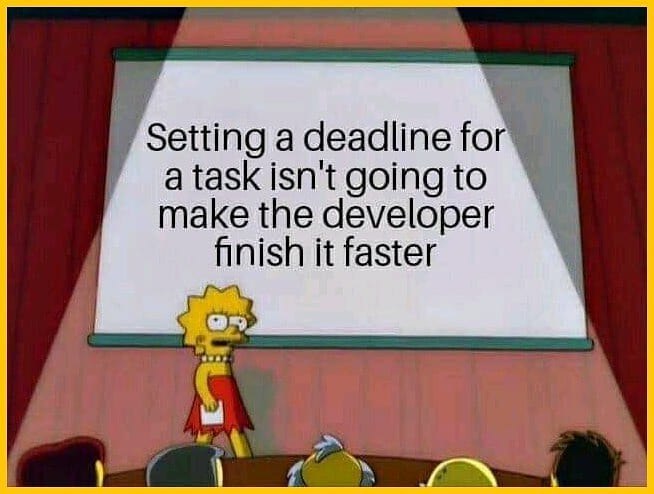 Setting a deadline for
a task isn't going to
make the developer
finish it faster